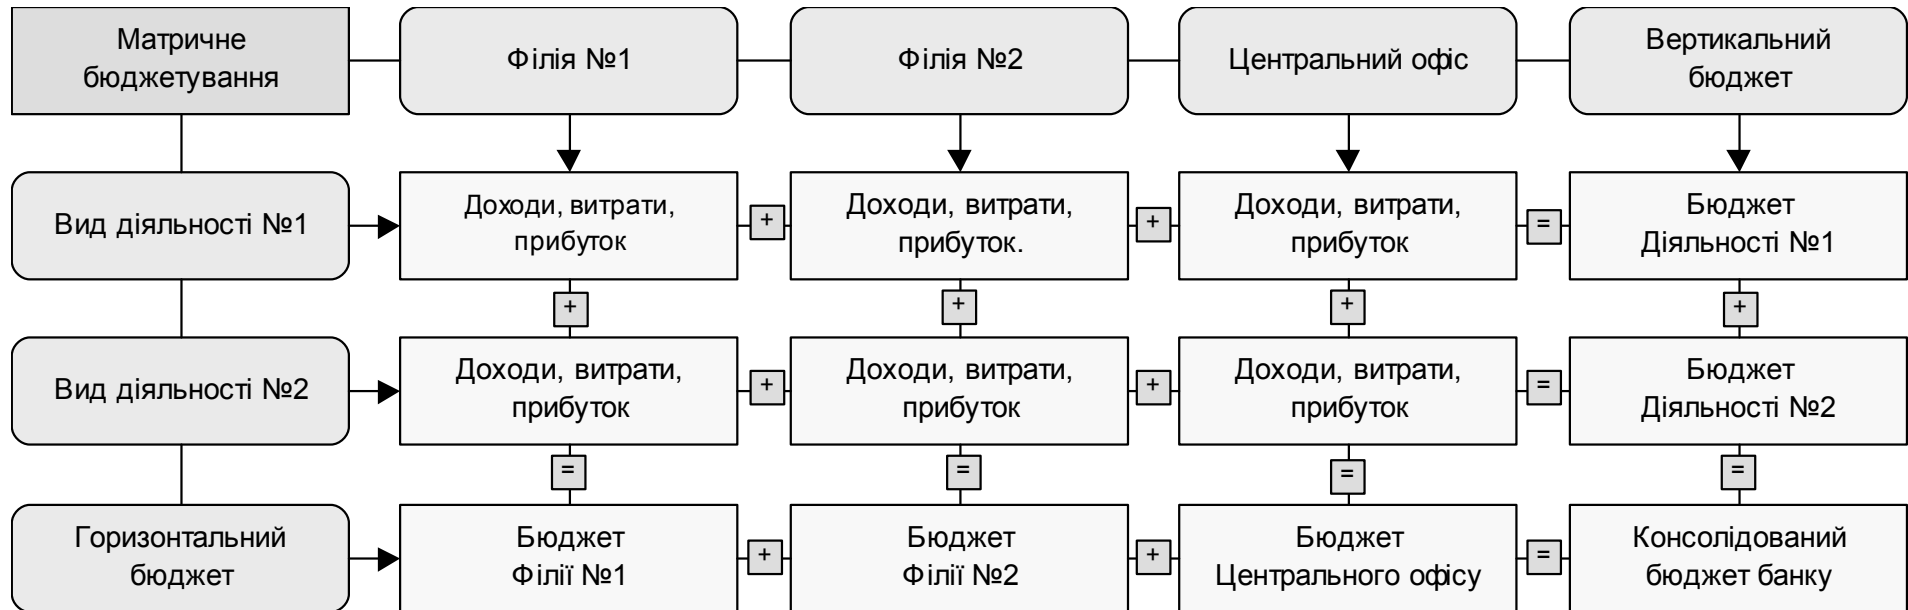 Матричне
бюджетування
Філія №1
Філія №2
Центральний офіс
Вертикальний
бюджет
Вид діяльності №1
Доходи, витрати,
прибуток
+
Доходи, витрати,
прибуток.
+
Доходи, витрати,
прибуток
=
Бюджет
Діяльності №1
+
+
+
+
Вид діяльності №2
Доходи, витрати,
прибуток
+
Доходи, витрати,
прибуток
+
Доходи, витрати,
прибуток
=
Бюджет
Діяльності №2
=
=
=
=
Горизонтальний
бюджет
Бюджет
Філії №1
+
Бюджет
Філії №2
+
Бюджет
Центрального офісу
=
Консолідований
бюджет банку